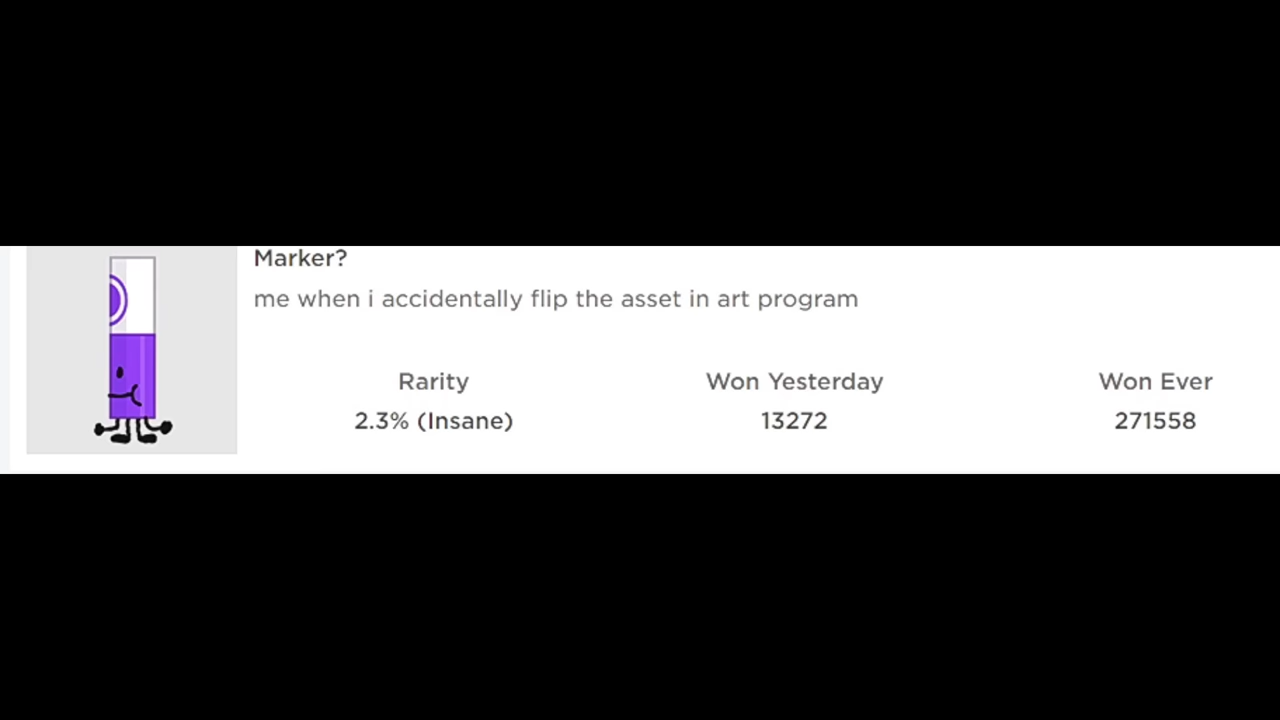 Marker?
me when i accidentally flip the asset in art program
Rarity Won Yesterday Won Ever
2.3% (Insane) 13272 271558